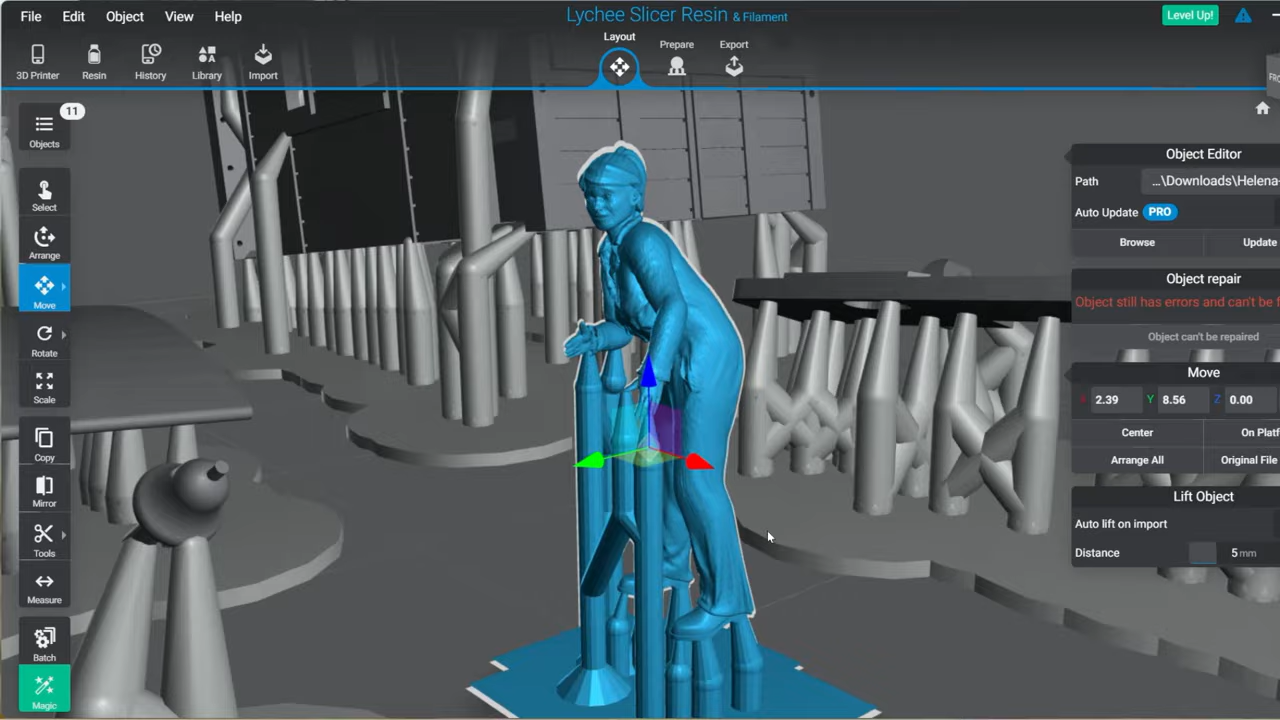 File Edit Object View Help
Lychee Slicer Resin & Filament
Level Up!
3D Printer Resin History Library Import
Layout Prepare Export
11
Objects
Select
Arrange
Move
Rotate
Scale
Copy
Mirror
Tools
Measure
Batch
Magic
Object Editor
Path ...\Downloads\Helena-
Auto Update PRO
Browse Update
Object repair
Object still has errors and can't be f
Object can't be repaired
Move
X 2.39 Y 8.56 Z 0.00
Center On Platf
Arrange All Original File
Lift Object
Auto lift on import
Distance 5 mm